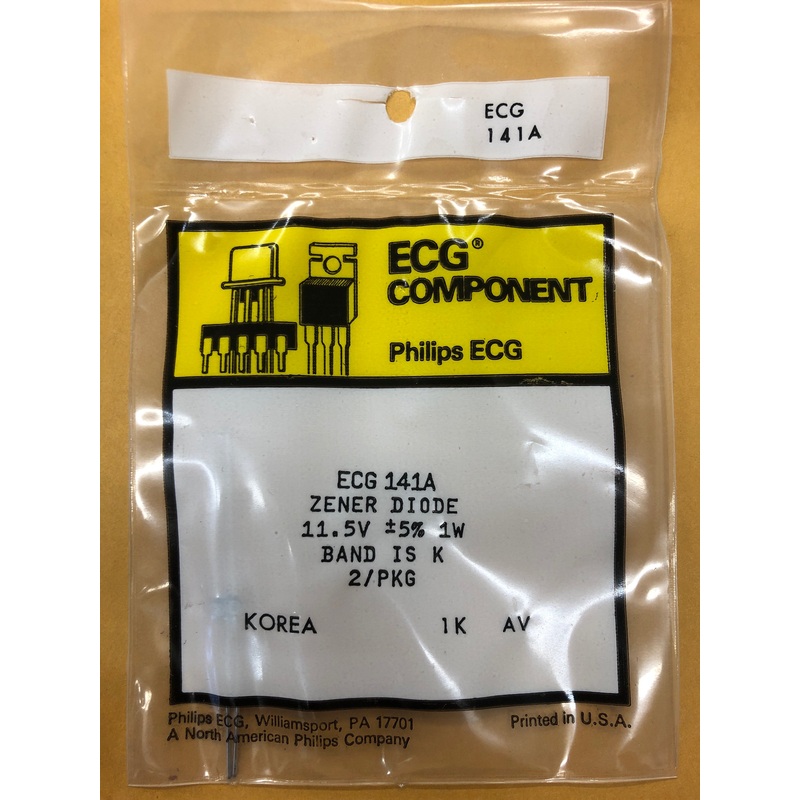 ECG
141A
ECG®
COMPONENT
Philips ECG
ECG 141A
ZENER DIODE
11.5V ±5% 1W
BAND IS K
2/PKG
KOREA 1K AV
Philips ECG, Williamsport, PA 17701
A North American Philips Company
Printed in U.S.A.